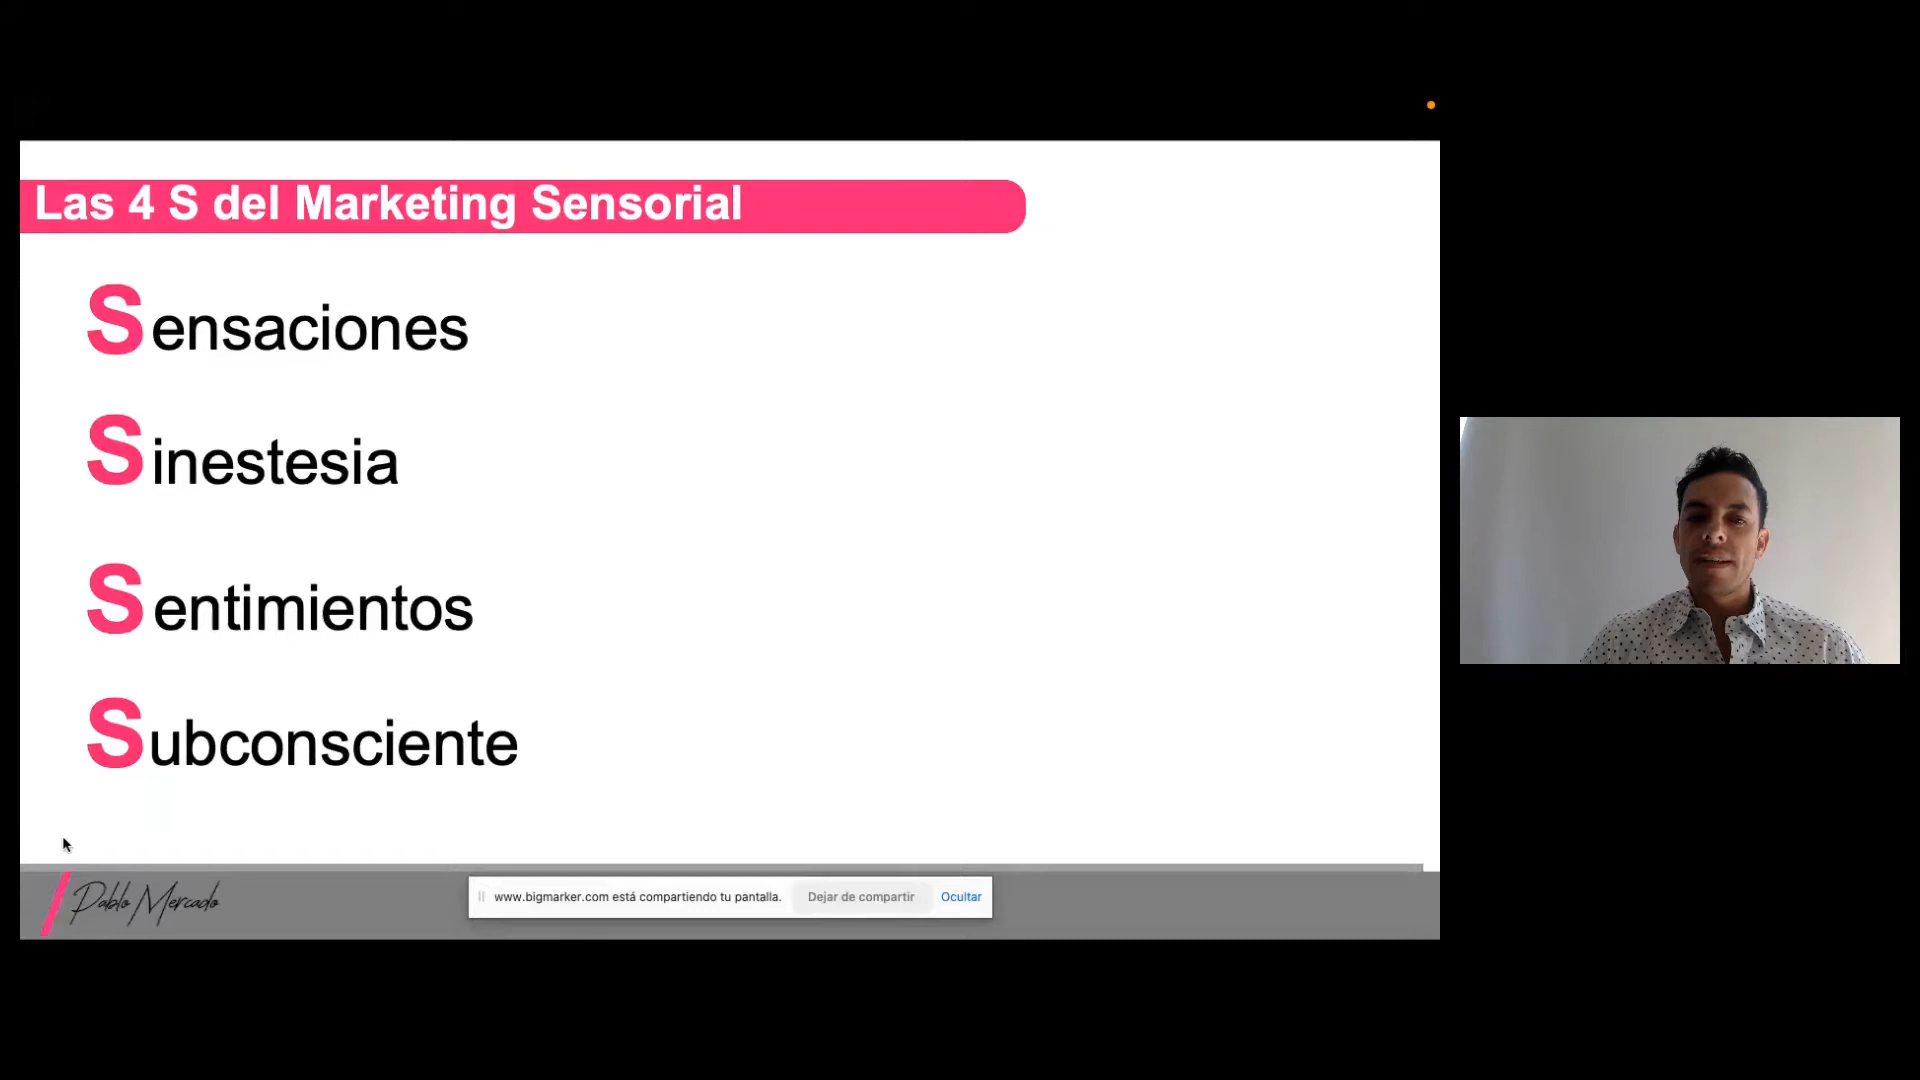 Las 4 S del Marketing Sensorial
Sensaciones
Sinestesia
Sentimientos
Subconsciente
Pablo Mercado
www.bigmarker.com está compartiendo tu pantalla. Dejar de compartir Ocultar